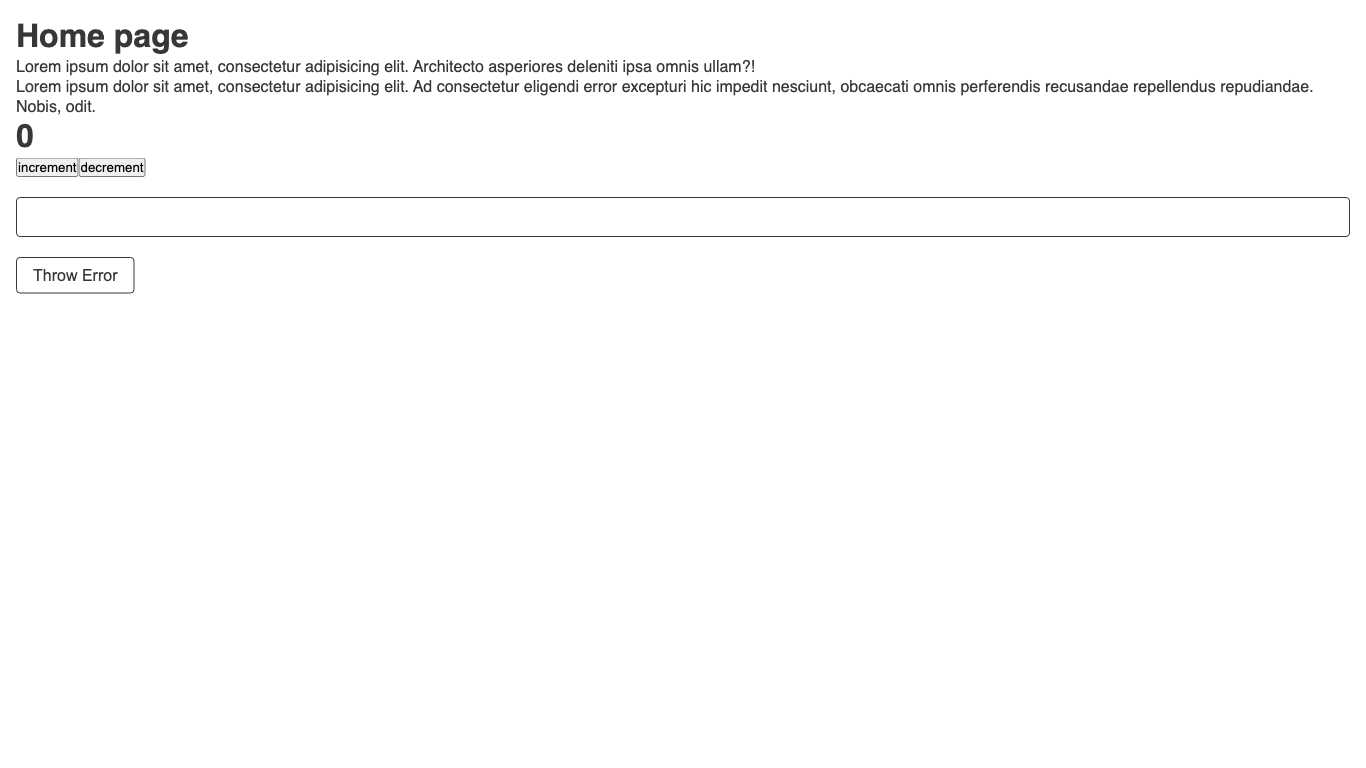 Home page
Lorem ipsum dolor sit amet, consectetur adipisicing elit. Architecto asperiores deleniti ipsa omnis ullam?!
Lorem ipsum dolor sit amet, consectetur adipisicing elit. Ad consectetur eligendi error excepturi hic impedit nesciunt, obcaecati omnis perferendis recusandae repellendus repudiandae.
Nobis, odit.
0
increment decrement
Throw Error